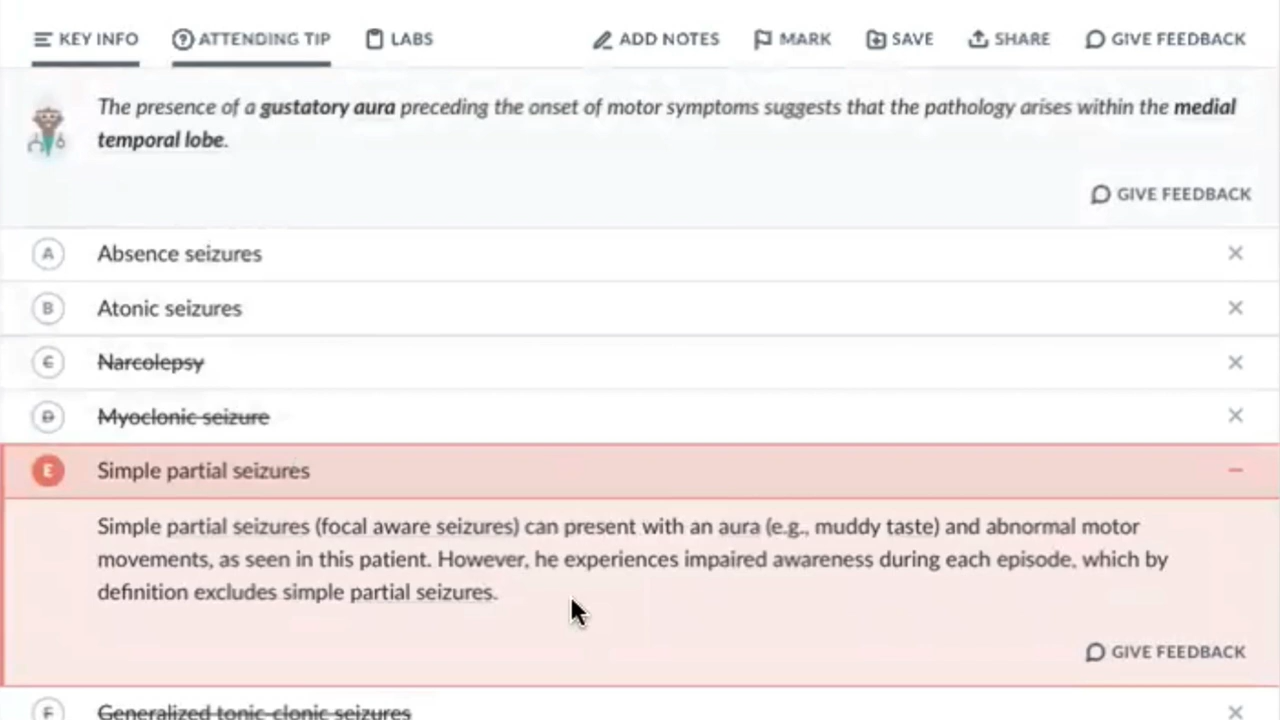 KEY INFO ATTENDING TIP LABS ADD NOTES MARK SAVE SHARE GIVE FEEDBACK
The presence of a gustatory aura preceding the onset of motor symptoms suggests that the pathology arises within the medial
temporal lobe.
GIVE FEEDBACK
A Absence seizures
B Atonic seizures
C Narcolepsy
D Myoclonic seizure
E Simple partial seizures
Simple partial seizures (focal aware seizures) can present with an aura (e.g., muddy taste) and abnormal motor
movements, as seen in this patient. However, he experiences impaired awareness during each episode, which by
definition excludes simple partial seizures.
GIVE FEEDBACK
F Generalized tonic-clonic seizures